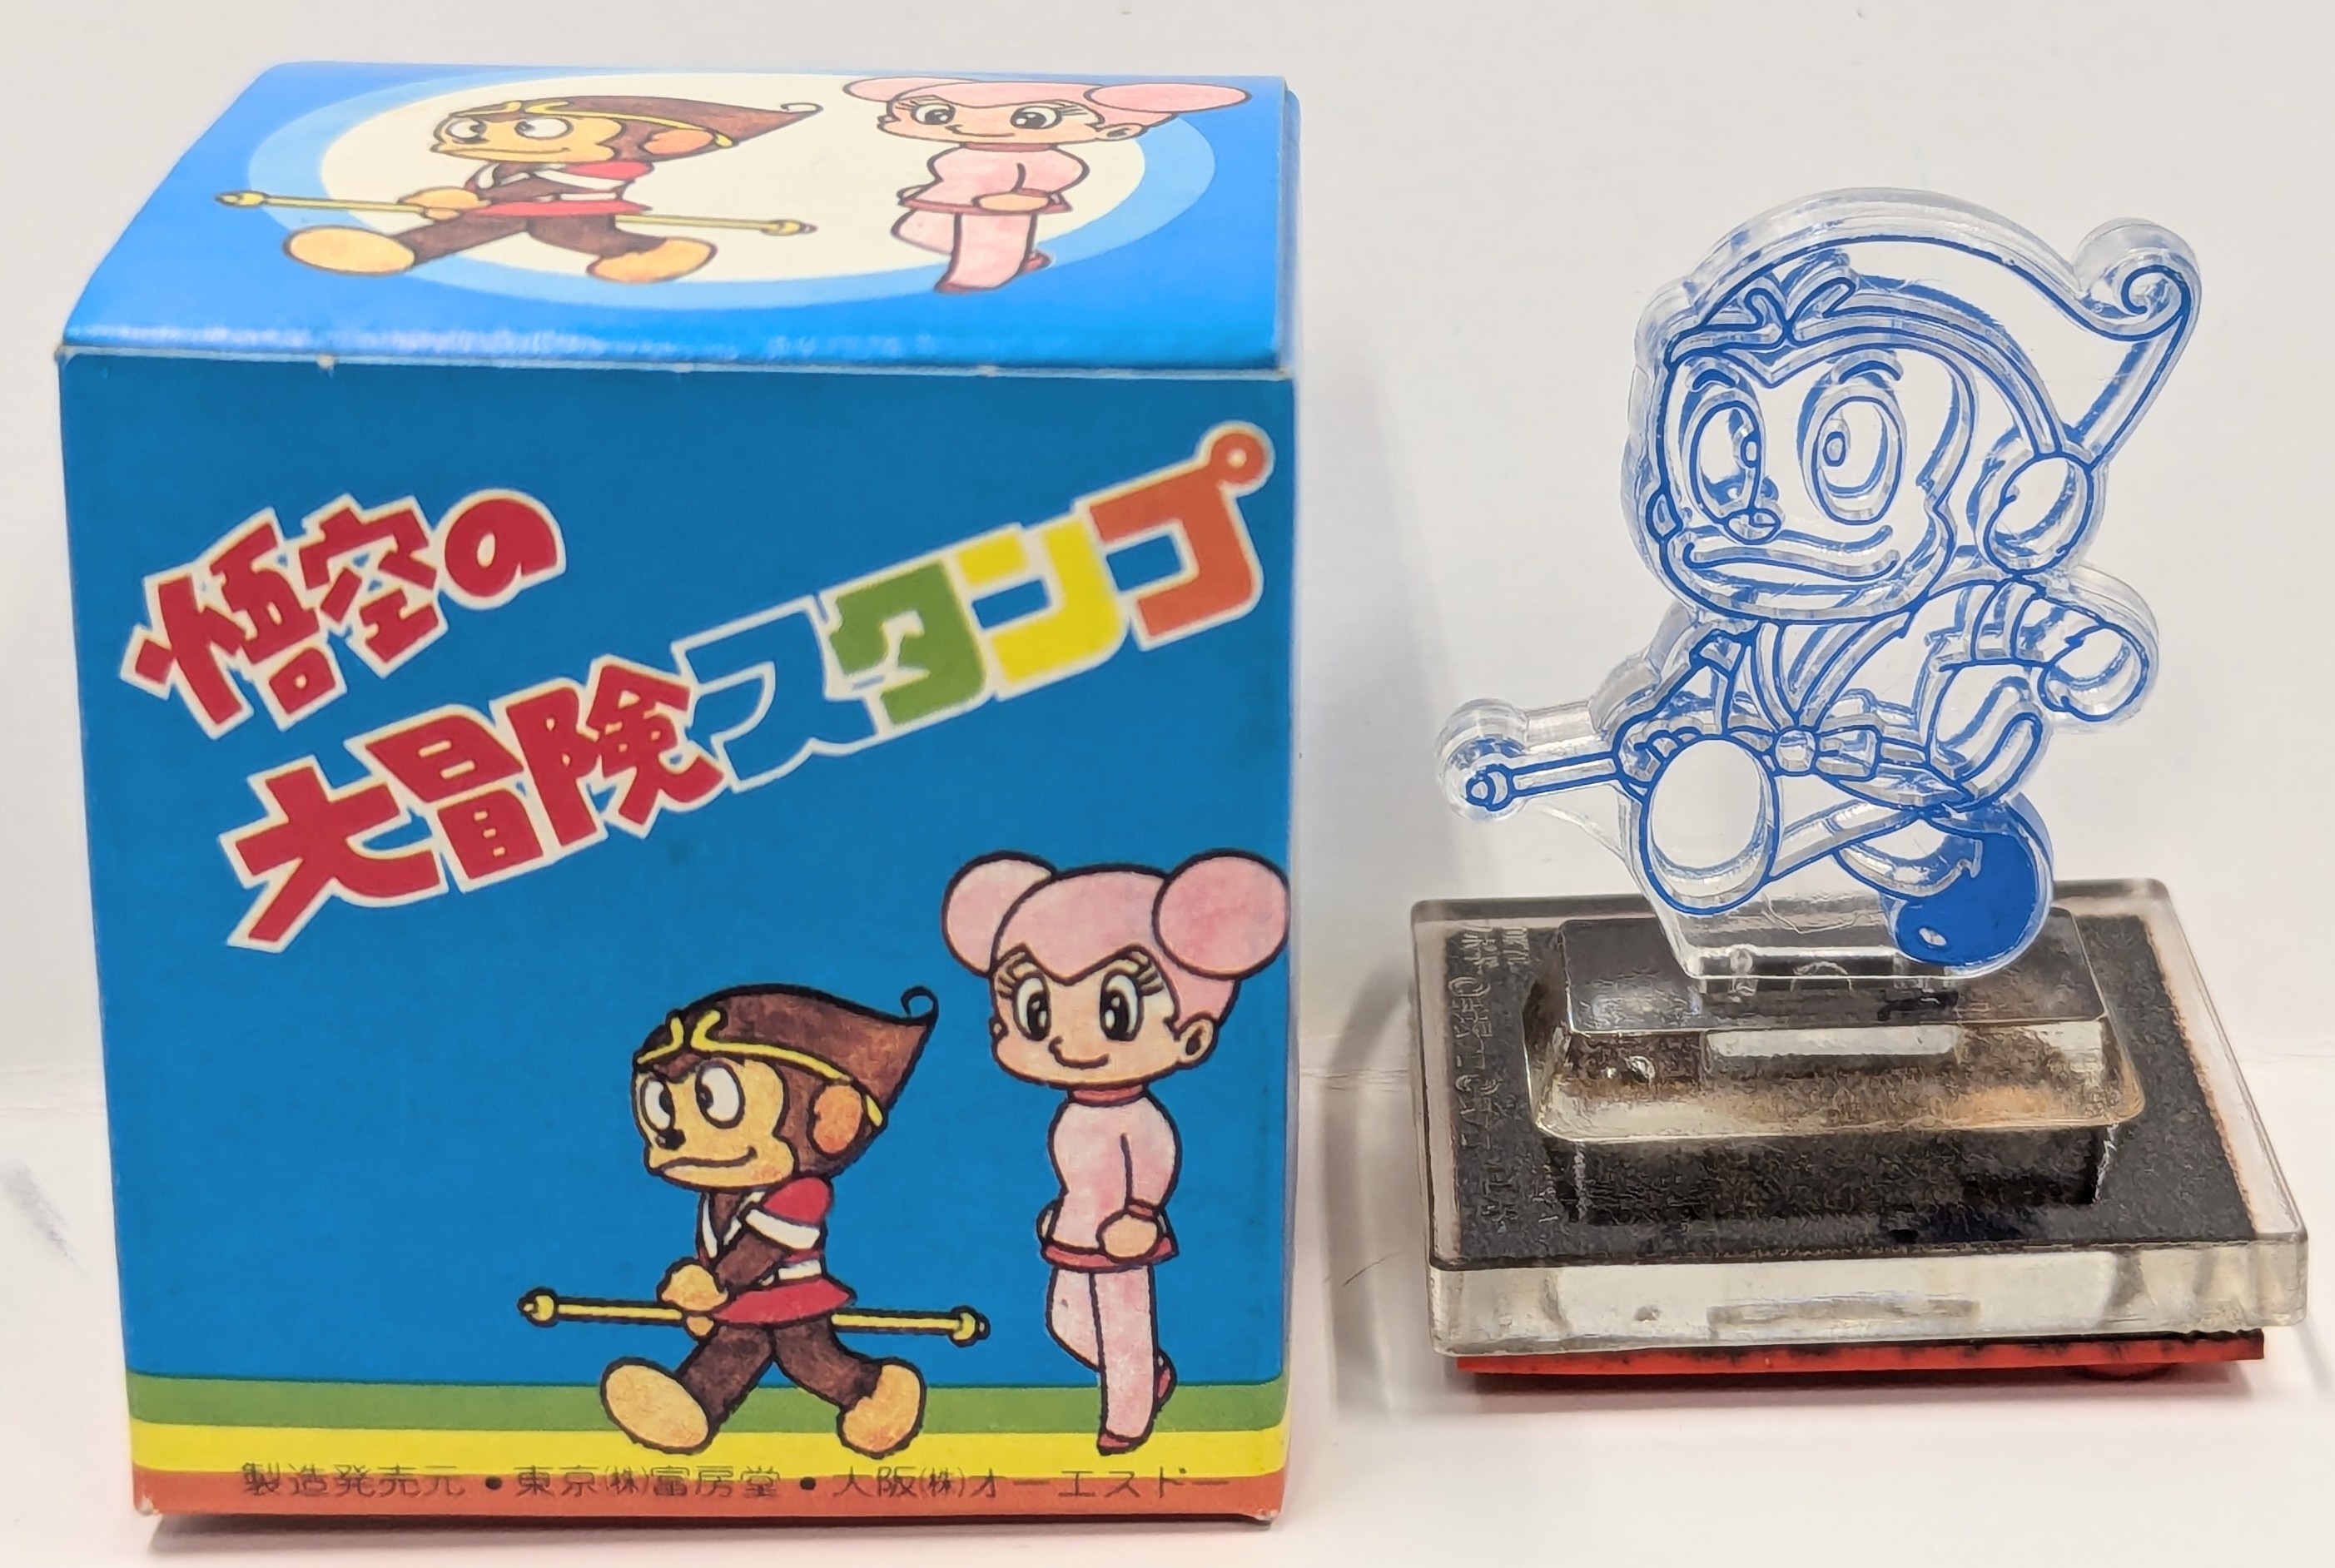 悟空の
大冒険スタンプ
製造発売元・東京㈱富房堂・大阪㈱オーエスドー